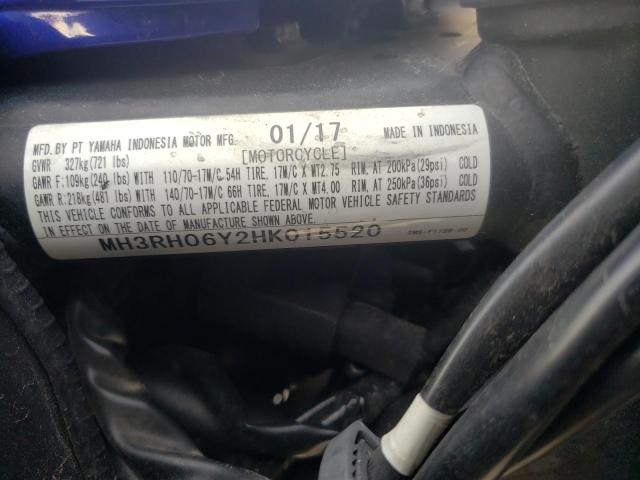 MFD. BY PT YAMAHA INDONESIA MOTOR MFG. 01/17 MADE IN INDONESIA
GVWR 327kg(721 lbs) [MOTORCYCLE]
GAWR F: 109kg(240 lbs) WITH 110/70-17M/C 54H TIRE, 17M/C X MT2.75 RIM, AT 200kPa(29psi) COLD
GAWR R: 218kg(481 lbs) WITH 140/70-17M/C 66H TIRE, 17M/C X MT4.00 RIM, AT 250kPa(36psi) COLD
THIS VEHICLE CONFORMS TO ALL APPLICABLE FEDERAL MOTOR VEHICLE SAFETY STANDARDS
IN EFFECT ON THE DATE OF MANUFACTURE SHOWN ABOVE.
MH3RH06Y2HK015520